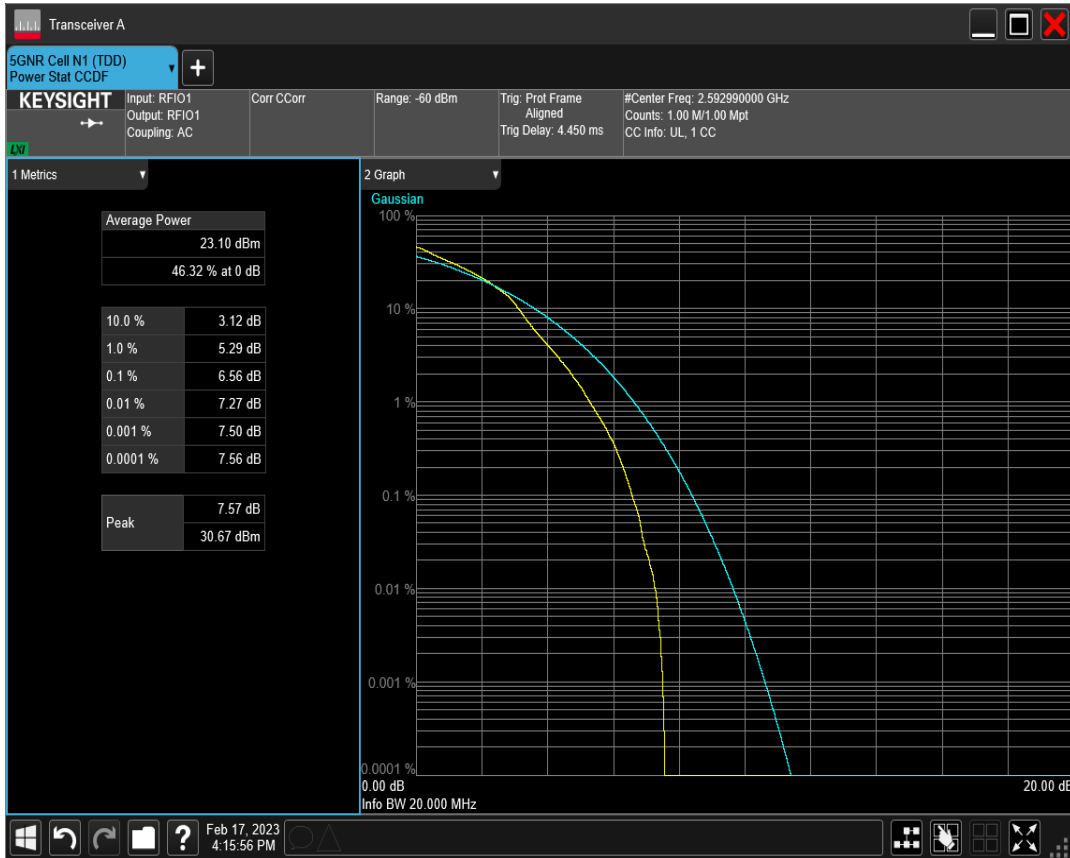 Transceiver A
5GNR Cell N1 (TDD)
Power Stat CCDF
+
KEYSIGHT
LXI
Input: RFIO1
Output: RFIO1
Coupling: AC
Corr CCorr
Range: -60 dBm
Trig: Prot Frame
Aligned
Trig Delay: 4.450 ms
#Center Freq: 2.592990000 GHz
Counts: 1.00 M/1.00 Mpt
CC Info: UL, 1 CC
1 Metrics
Average Power
23.10 dBm
46.32 % at 0 dB
10.0 % 3.12 dB
1.0 % 5.29 dB
0.1 % 6.56 dB
0.01 % 7.27 dB
0.001 % 7.50 dB
0.0001 % 7.56 dB
Peak
7.57 dB
30.67 dBm
2 Graph
Gaussian
100 %
10 %
1 %
0.1 %
0.01 %
0.001 %
0.0001 %
0.00 dB 20.00 dB
Info BW 20.000 MHz
?
Feb 17, 2023
4:15:56 PM